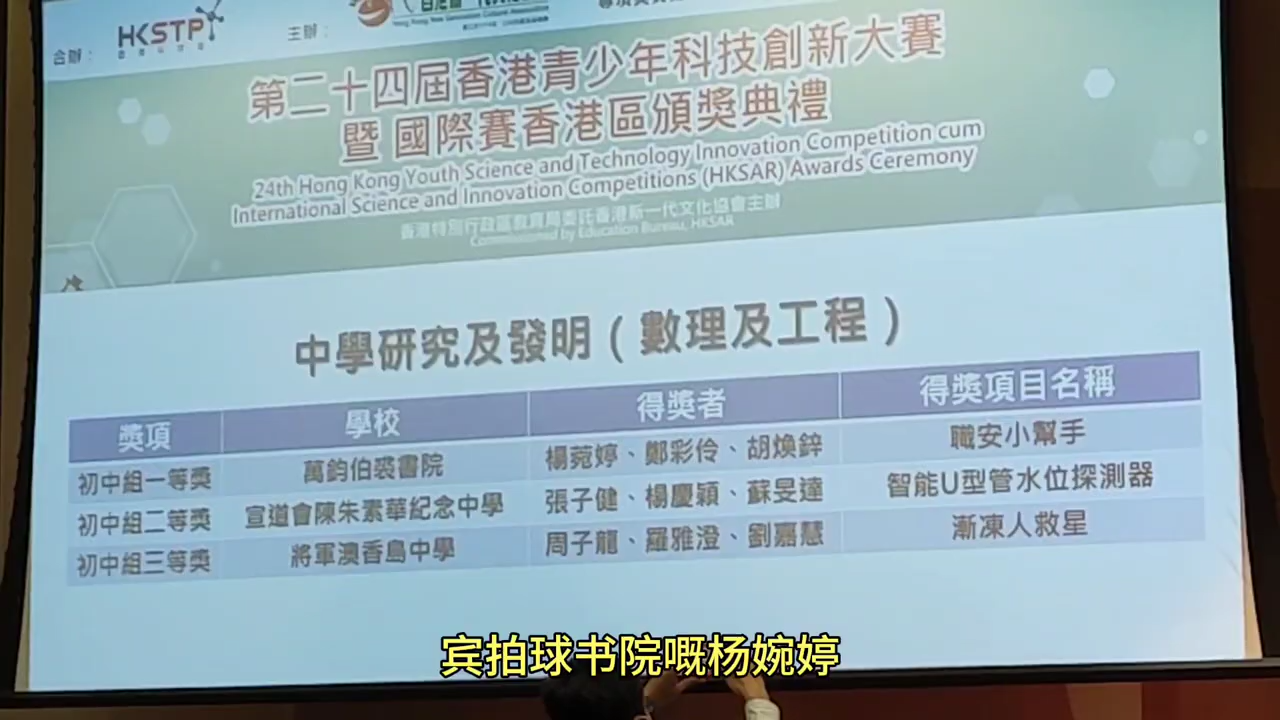 合辦：
HKSTP
主辦：
Hong Kong New Generation Cultural Association
第二十四屆香港青少年科技創新大賽
暨 國際賽香港區頒獎典禮
24th Hong Kong Youth Science and Technology Innovation Competition cum
International Science and Innovation Competitions (HKSAR) Awards Ceremony
香港特別行政區教育局委託香港新一代文化協會主辦
Commissioned by Education Bureau, HKSAR
中學研究及發明（數理及工程）
獎項 學校 得獎者 得獎項目名稱
初中組一等獎 萬鈞伯裘書院 楊菀婷、鄭彩伶、胡煥鋅 職安小幫手
初中組二等獎 宣道會陳朱素華紀念中學 張子健、楊慶穎、蘇旻達 智能U型管水位探測器
初中組三等獎 將軍澳香島中學 周子龍、羅雅澄、劉嘉慧 漸凍人救星
宾拍球书院嘅杨婉婷